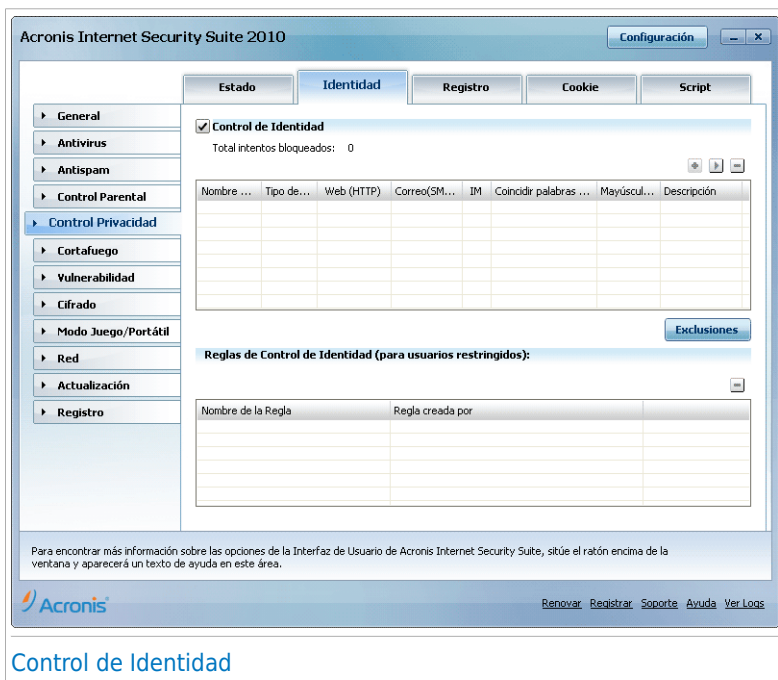 Acronis Internet Security Suite 2010
Configuración
Estado
Identidad
Registro
Cookie
Script
General
Antivirus
Antispam
Control Parental
Control Privacidad
Cortafuego
Vulnerabilidad
Cifrado
Modo Juego/Portátil
Red
Actualización
Registro
Control de Identidad
Total intentos bloqueados: 0
Nombre ... Tipo de... Web (HTTP) Correo(SM... IM Coincidir palabras ... Mayúscul... Descripción
Exclusiones
Reglas de Control de Identidad (para usuarios restringidos):
Nombre de la Regla Regla creada por
Para encontrar más información sobre las opciones de la Interfaz de Usuario de Acronis Internet Security Suite, sitúe el ratón encima de la
ventana y aparecerá un texto de ayuda en este área.
Acronis
Renovar Registrar Soporte Ayuda Ver Logs
Control de Identidad